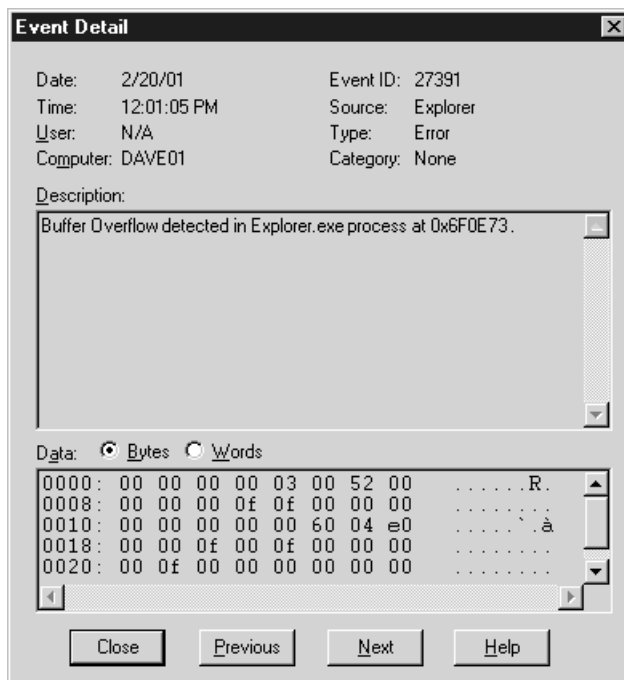 Event Detail
Date: 2/20/01 Event ID: 27391
Time: 12:01:05 PM Source: Explorer
User: N/A Type: Error
Computer: DAVE01 Category: None
Description:
Buffer Overflow detected in Explorer.exe process at 0x6F0E73.
Data: Bytes Words
0000: 00 00 00 00 03 00 52 00 ......R.
0008: 00 00 00 0f 0f 00 00 00 ........
0010: 00 00 00 00 00 60 04 e0 .....`.à
0018: 00 00 0f 00 0f 00 00 00 ........
0020: 00 0f 00 00 00 00 00 00 ........
Close Previous Next Help